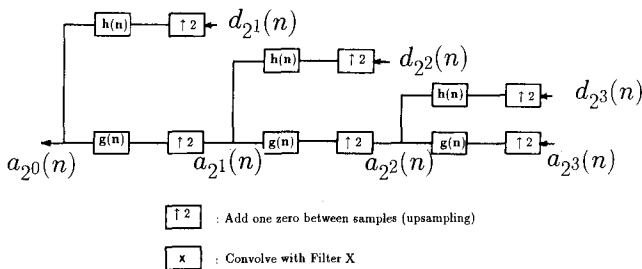 h(n) ↑ 2 d_{2^1}(n)
h(n) ↑ 2 d_{2^2}(n)
h(n) ↑ 2 d_{2^3}(n)
g(n) ↑ 2 g(n) ↑ 2 g(n) ↑ 2
a_{2^0}(n) a_{2^1}(n) a_{2^2}(n) a_{2^3}(n)
↑ 2 : Add one zero between samples (upsampling)
x : Convolve with Filter X